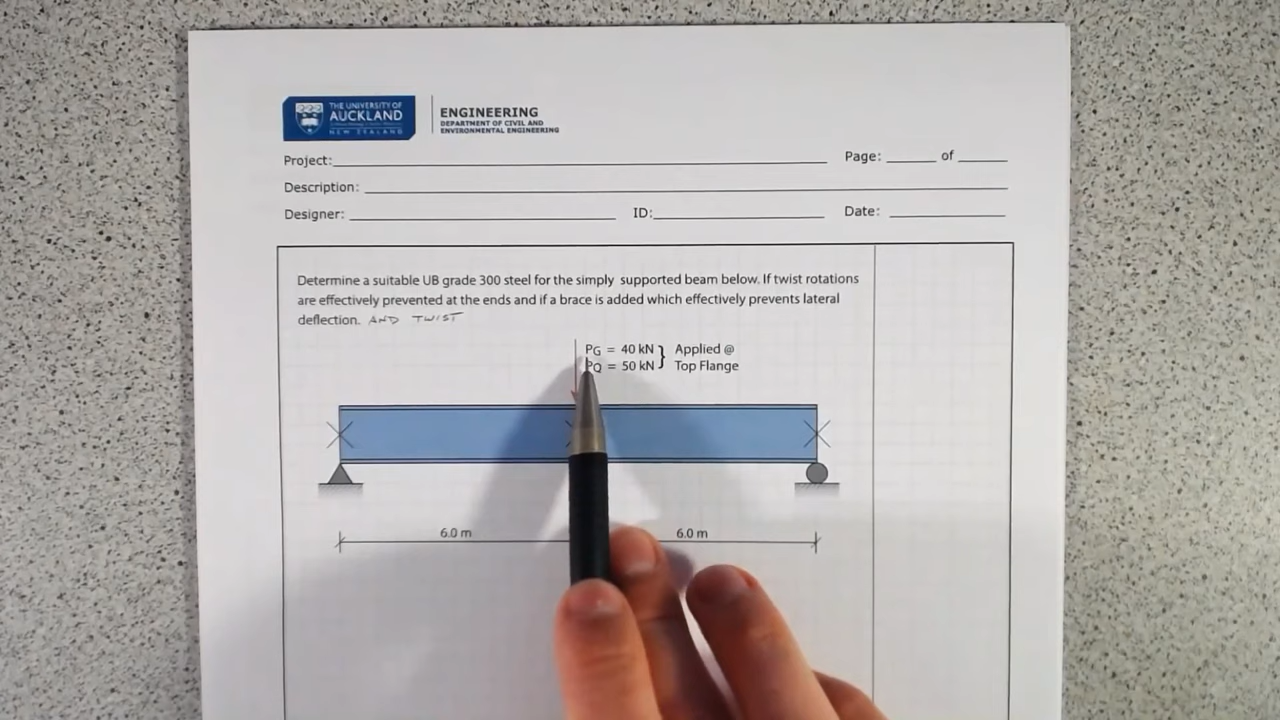 THE UNIVERSITY OF
AUCKLAND
NEW ZEALAND
ENGINEERING
DEPARTMENT OF CIVIL AND
ENVIRONMENTAL ENGINEERING
Project: Page: of
Description:
Designer: ID: Date:
Determine a suitable UB grade 300 steel for the simply supported beam below. If twist rotations
are effectively prevented at the ends and if a brace is added which effectively prevents lateral
deflection. AND TWIST
PG = 40 kN } Applied @
PQ = 50 kN Top Flange
6.0 m 6.0 m